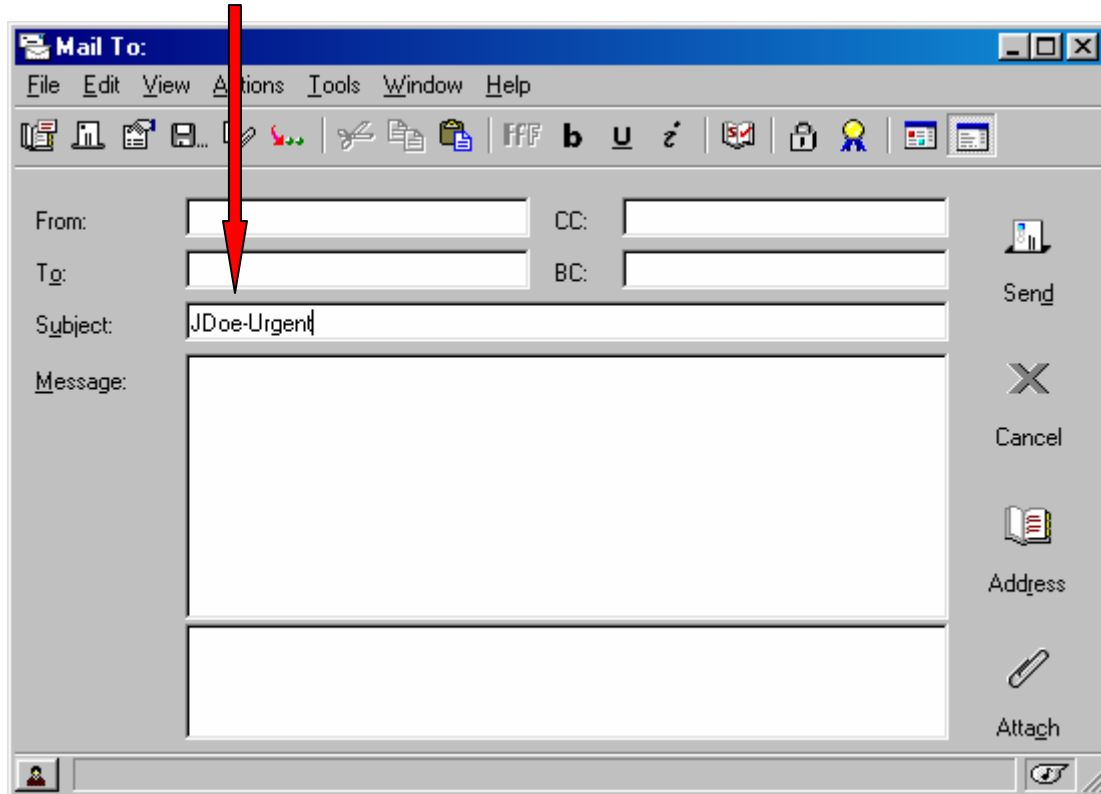 Mail To:
File Edit View Actions Tools Window Help
FFF b u i
From: CC:
To: BC:
Send
Subject: JDoe-Urgent
Message:
Cancel
Address
Attach